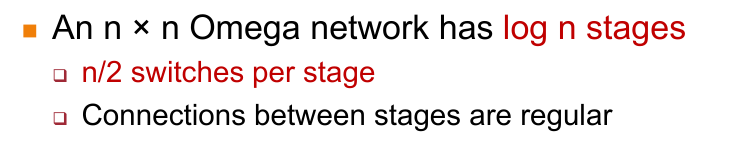 An n × n Omega network has log n stages
n/2 switches per stage
Connections between stages are regular